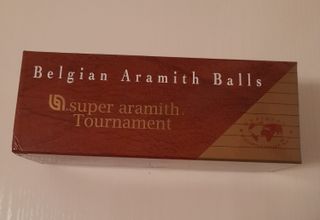 Belgian Aramith Balls
super aramith
Tournament